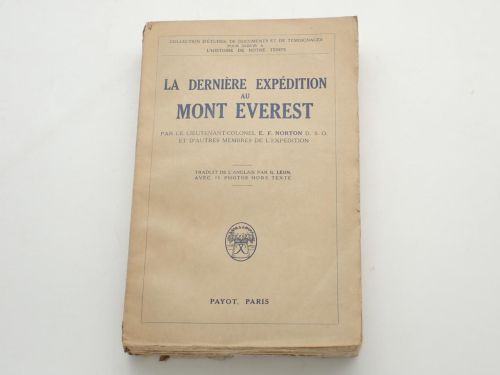 COLLECTION D'ÉTUDES, DE DOCUMENTS ET DE TÉMOIGNAGES
POUR SERVIR A
L'HISTOIRE DE NOTRE TEMPS
LA DERNIÈRE EXPÉDITION
AU
MONT EVEREST
PAR LE LIEUTENANT-COLONEL E. F. NORTON D. S. O.
ET D'AUTRES MEMBRES DE L'EXPÉDITION
TRADUIT DE L'ANGLAIS PAR G. LÉON.
AVEC 15 PHOTOS HORS TEXTE
PAYOT, PARIS